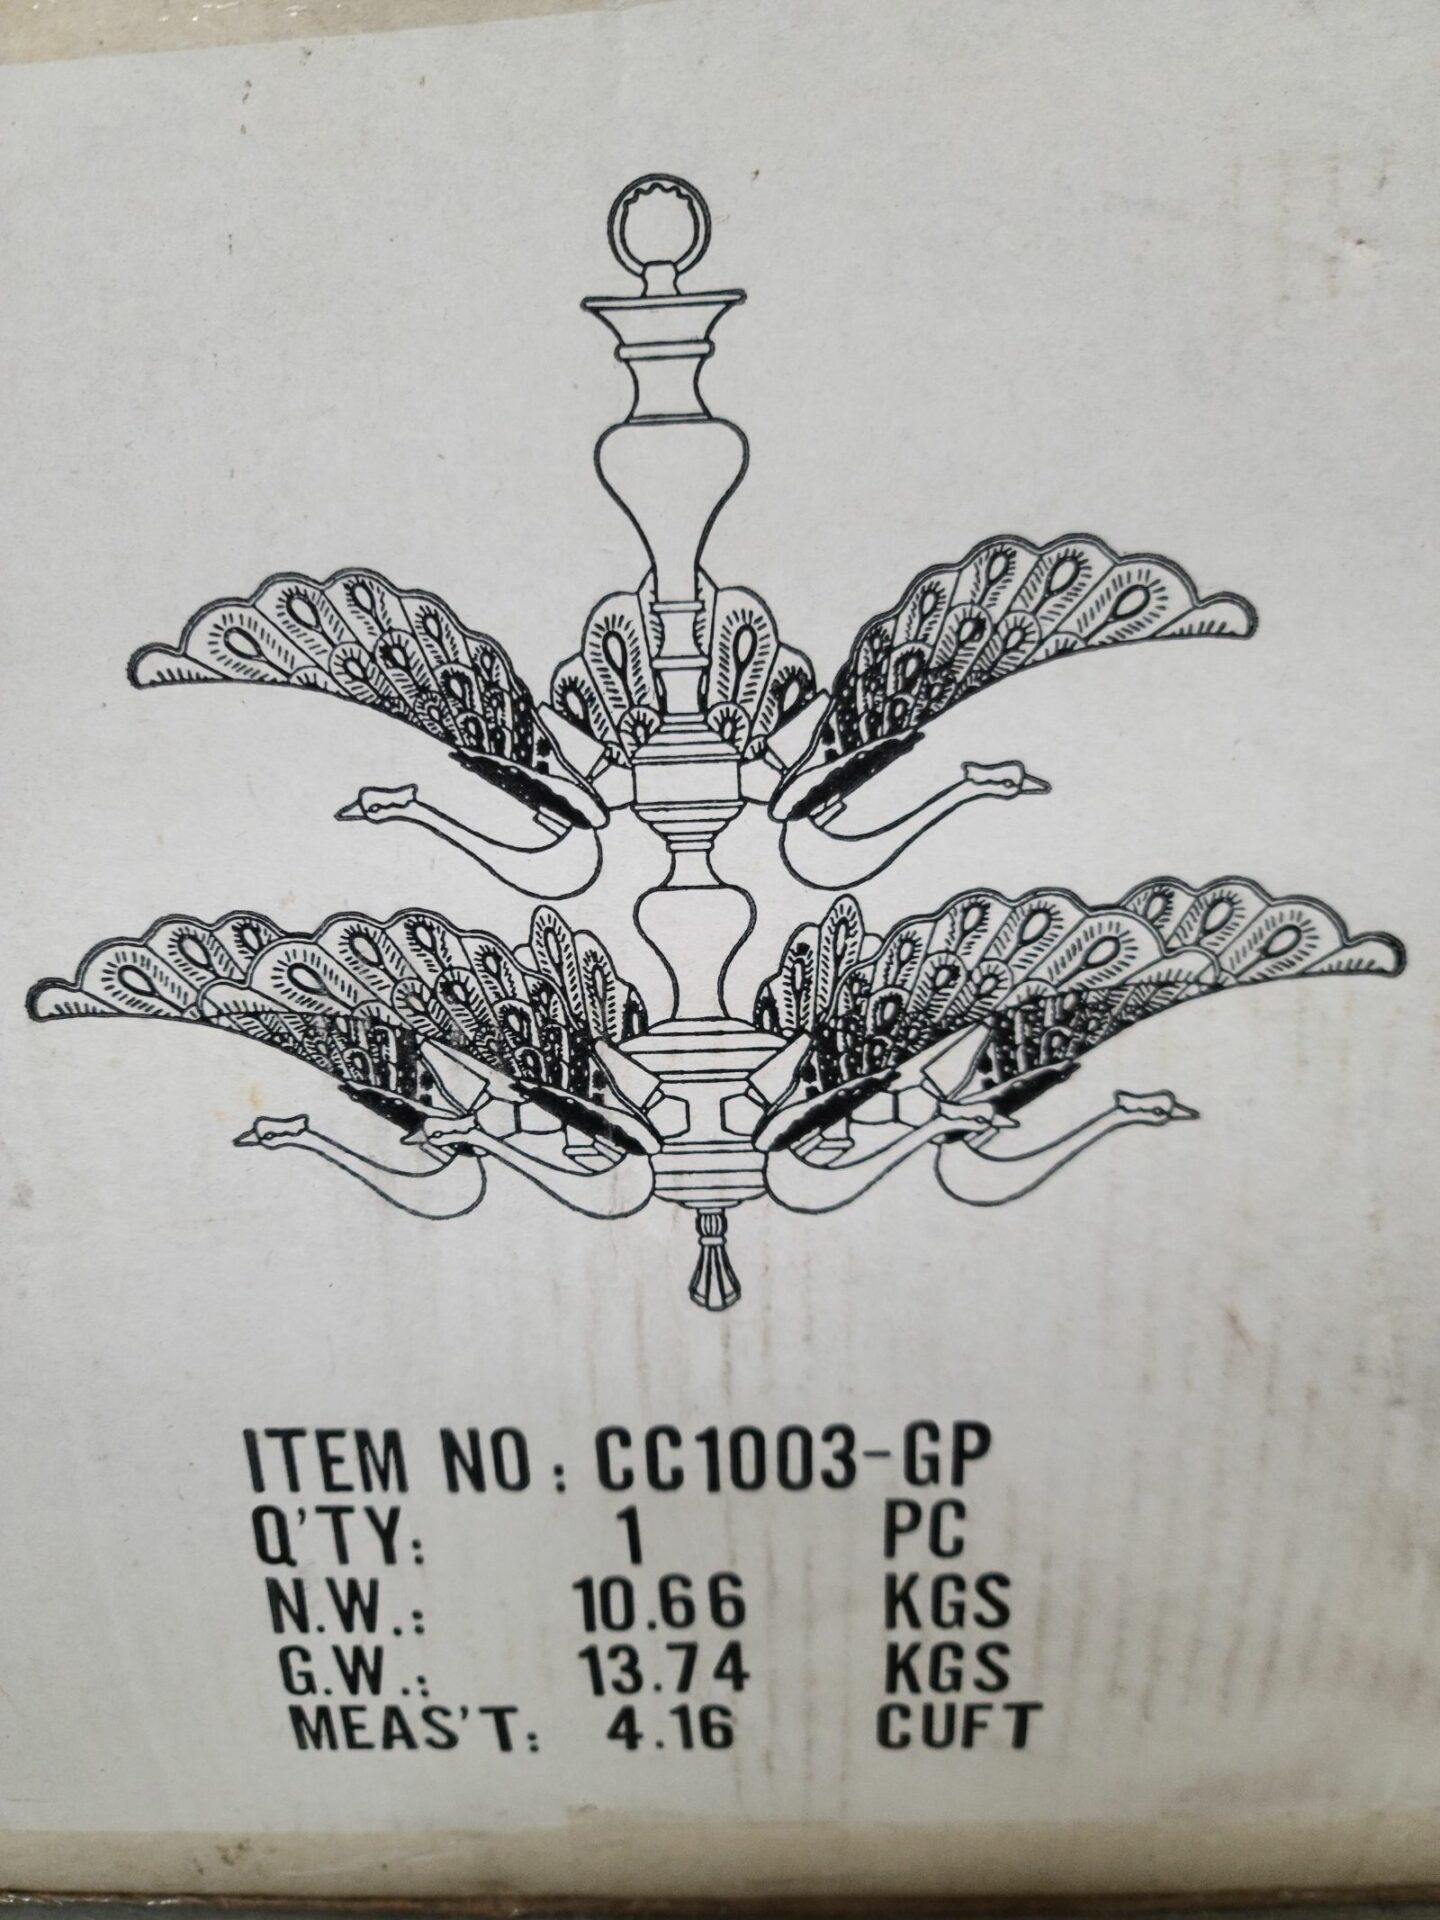 ITEM NO: CC1003-GP
Q'TY: 1 PC
N.W.: 10.66 KGS
G.W.: 13.74 KGS
MEAS'T: 4.16 CUFT